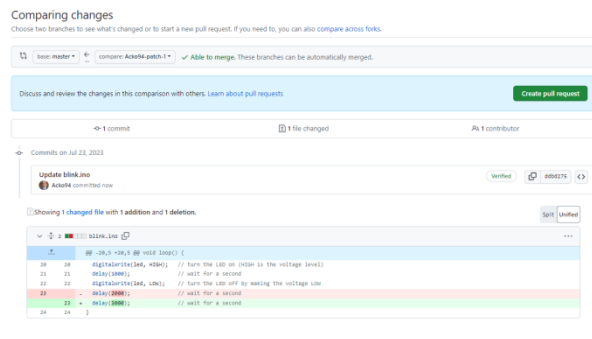 Comparing changes
Choose two branches to see what's changed or to start a new pull request. If you need to, you can also compare across forks.
base: master compare: Acko94-patch-1 Able to merge. These branches can be automatically merged.
Discuss and review the changes in this comparison with others. Learn about pull requests Create pull request
1 commit 1 file changed 1 contributor
Commits on Jul 23, 2023
Update blink.ino
Acko94 committed now
Verified ddbd275
Showing 1 changed file with 1 addition and 1 deletion.
Split Unified
2 blink.ino
@@ -20,5 +20,5 @@ void loop() {
20 20 digitalWrite(led, HIGH); // turn the LED on (HIGH is the voltage level)
21 21 delay(1000); // wait for a second
22 22 digitalWrite(led, LOW); // turn the LED off by making the voltage LOW
23 - delay(2000); // wait for a second
23 + delay(3000); // wait for a second
24 24 }